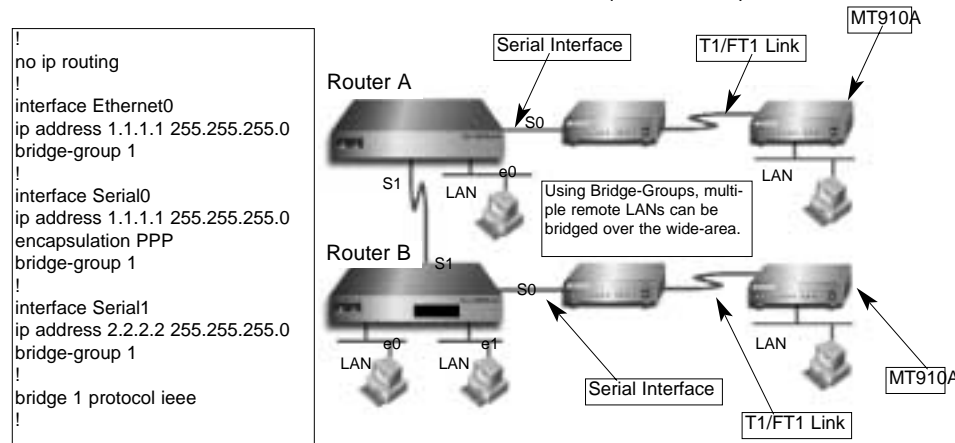 !
no ip routing
!
interface Ethernet0
ip address 1.1.1.1 255.255.255.0
bridge-group 1
!
interface Serial0
ip address 1.1.1.1 255.255.255.0
encapsulation PPP
bridge-group 1
!
interface Serial1
ip address 2.2.2.2 255.255.255.0
bridge-group 1
!
bridge 1 protocol ieee
!
MT910A
Serial Interface
T1/FT1 Link
Router A
S0
S1
LAN
e0
LAN
Using Bridge-Groups, multi-
ple remote LANs can be
bridged over the wide-area.
Router B
S1
S0
LAN
e0
LAN
e1
LAN
Serial Interface
MT910A
T1/FT1 Link